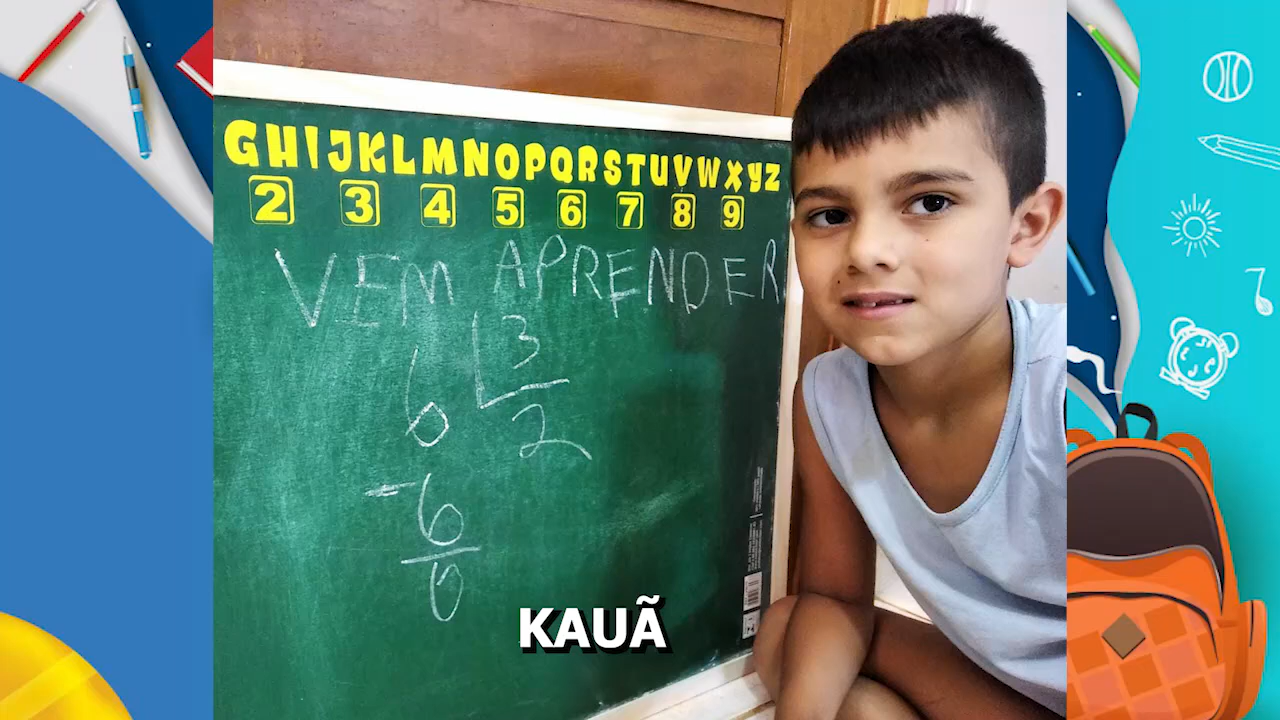 GHIJKLMNOPQRSTUVWXYZ
2 3 4 5 6 7 8 9
VEM APRENDER
6 3
2
-6
0
KAUÃ